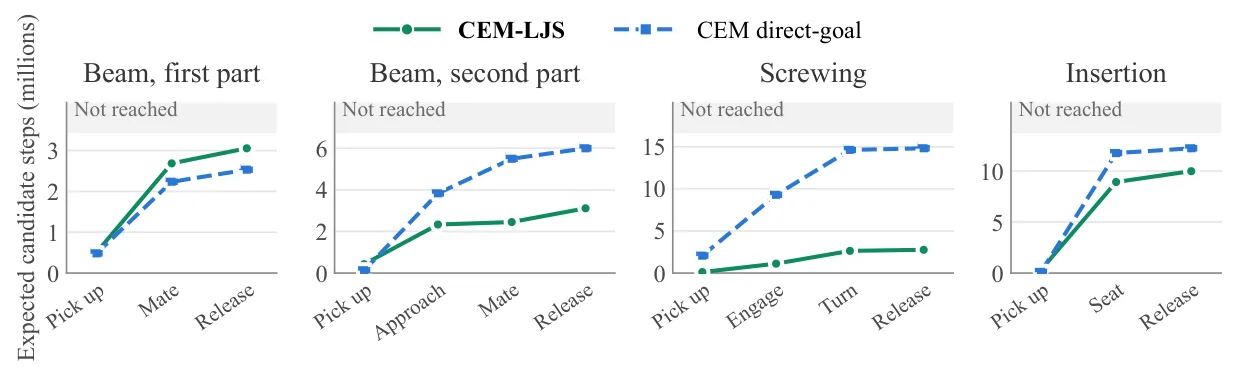 CEM-LJS CEM direct-goal
Expected candidate steps (millions)
Beam, first part
Not reached
3
2
1
0
Pick up
Mate
Release
Beam, second part
Not reached
6
4
2
0
Pick up
Approach
Mate
Release
Screwing
Not reached
15
10
5
0
Pick up
Engage
Turn
Release
Insertion
Not reached
10
5
0
Pick up
Seat
Release